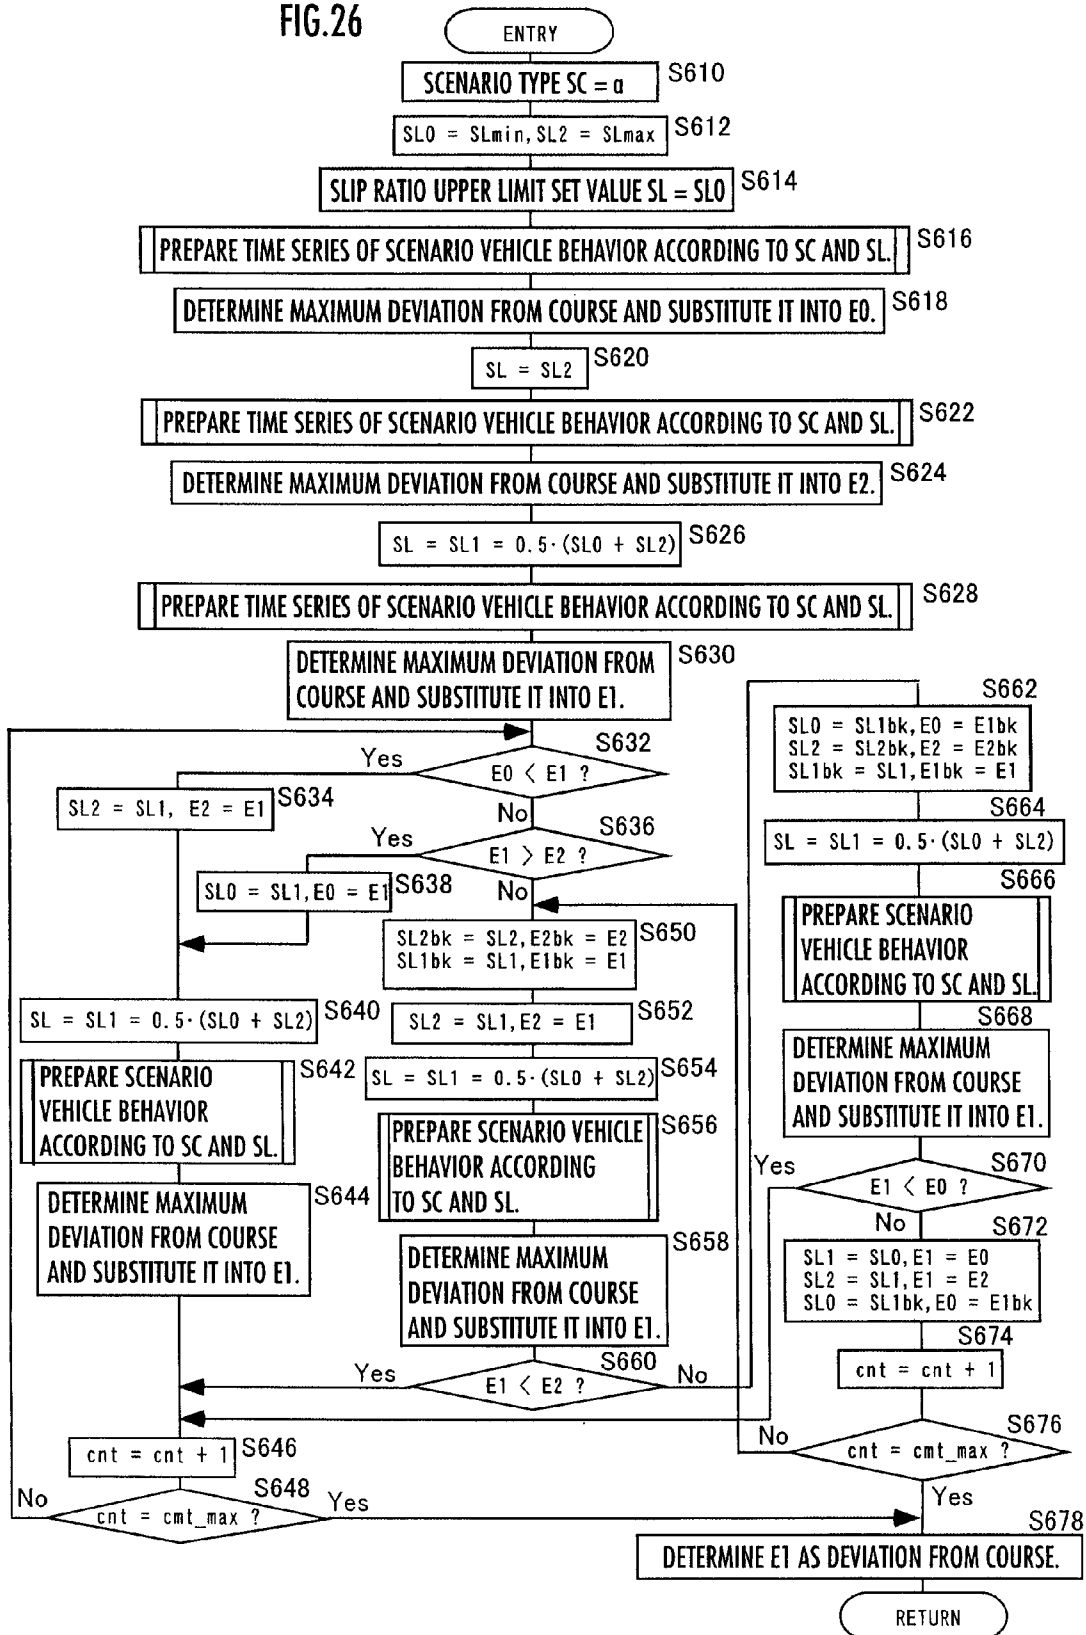 FIG.26
ENTRY
SCENARIO TYPE SC = α
S610
SL0 = SLmin, SL2 = SLmax
S612
SLIP RATIO UPPER LIMIT SET VALUE SL = SL0
S614
PREPARE TIME SERIES OF SCENARIO VEHICLE BEHAVIOR ACCORDING TO SC AND SL.
S616
DETERMINE MAXIMUM DEVIATION FROM COURSE AND SUBSTITUTE IT INTO E0.
S618
SL = SL2
S620
PREPARE TIME SERIES OF SCENARIO VEHICLE BEHAVIOR ACCORDING TO SC AND SL.
S622
DETERMINE MAXIMUM DEVIATION FROM COURSE AND SUBSTITUTE IT INTO E2.
S624
SL = SL1 = 0.5·(SL0 + SL2)
S626
PREPARE TIME SERIES OF SCENARIO VEHICLE BEHAVIOR ACCORDING TO SC AND SL.
S628
DETERMINE MAXIMUM DEVIATION FROM
COURSE AND SUBSTITUTE IT INTO E1.
S630
S632
E0 < E1 ?
Yes
No
S634
SL2 = SL1, E2 = E1
S636
E1 > E2 ?
Yes
No
S638
SL0 = SL1, E0 = E1
S640
SL = SL1 = 0.5·(SL0 + SL2)
S642
PREPARE SCENARIO
VEHICLE BEHAVIOR
ACCORDING TO SC AND SL.
S644
DETERMINE MAXIMUM
DEVIATION FROM COURSE
AND SUBSTITUTE IT INTO E1.
cnt = cnt + 1
S646
S648
cnt = cmt_max ?
No
Yes
SL2bk = SL2, E2bk = E2
SL1bk = SL1, E1bk = E1
S650
SL2 = SL1, E2 = E1
S652
SL = SL1 = 0.5·(SL0 + SL2)
S654
PREPARE SCENARIO VEHICLE
BEHAVIOR ACCORDING
TO SC AND SL.
S656
DETERMINE MAXIMUM
DEVIATION FROM COURSE
AND SUBSTITUTE IT INTO E1.
S658
S660
E1 < E2 ?
Yes
No
S662
SL0 = SL1bk, E0 = E1bk
SL2 = SL2bk, E2 = E2bk
SL1bk = SL1, E1bk = E1
S664
SL = SL1 = 0.5·(SL0 + SL2)
S666
PREPARE SCENARIO
VEHICLE BEHAVIOR
ACCORDING TO SC AND SL.
S668
DETERMINE MAXIMUM
DEVIATION FROM COURSE
AND SUBSTITUTE IT INTO E1.
S670
E1 < E0 ?
Yes
No
S672
SL1 = SL0, E1 = E0
SL2 = SL1, E1 = E2
SL0 = SL1bk, E0 = E1bk
S674
cnt = cnt + 1
S676
cnt = cmt_max ?
No
Yes
S678
DETERMINE E1 AS DEVIATION FROM COURSE.
RETURN